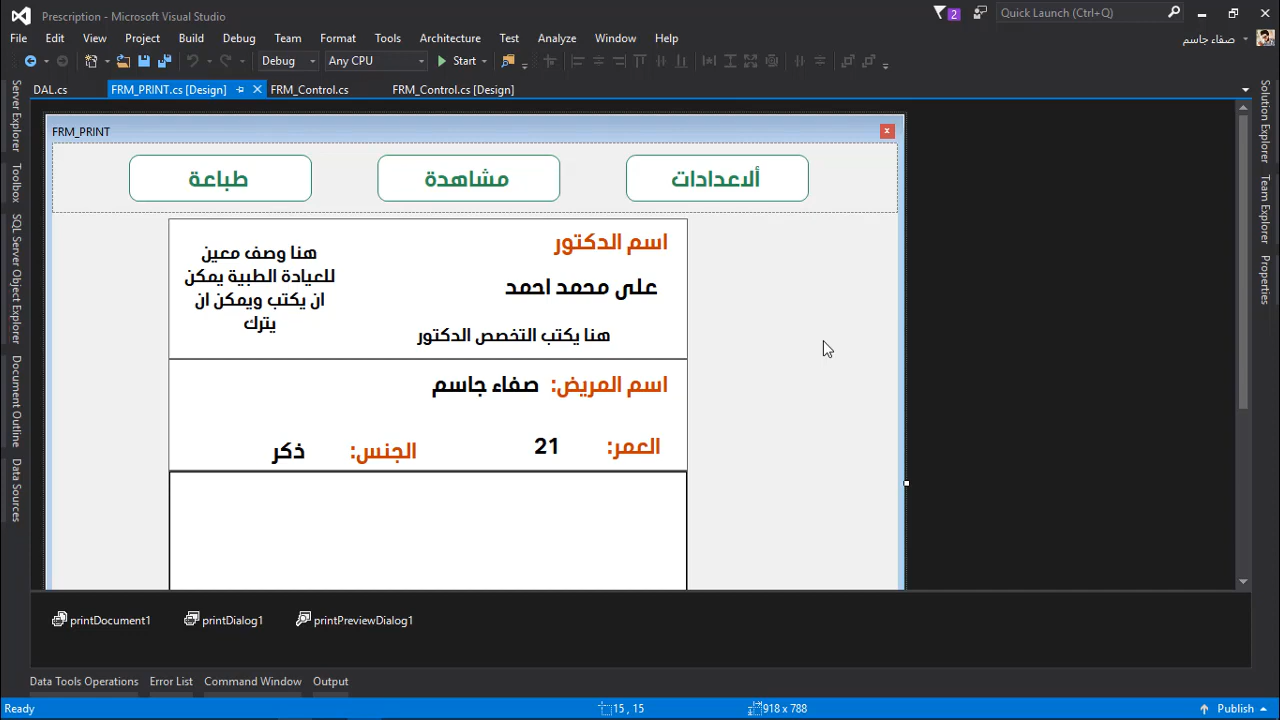 Prescription - Microsoft Visual Studio
2
Quick Launch (Ctrl+Q)
File Edit View Project Build Debug Team Format Tools Architecture Test Analyze Window Help
صفاء جاسم
Debug Any CPU Start
DAL.cs FRM_PRINT.cs [Design] FRM_Control.cs FRM_Control.cs [Design]
Server Explorer
Toolbox
SQL Server Object Explorer
Document Outline
Data Sources
FRM_PRINT
ألاعدادات
مشاهدة
طباعة
اسم الدكتور
علي محمد احمد
هنا يكتب التخصص الدكتور
هنا وصف معين
للعيادة الطبية يمكن
ان يكتب ويمكن ان
يترك
اسم المريض: صفاء جاسم
العمر: 21
الجنس: ذكر
Solution Explorer
Team Explorer
Properties
printDocument1 printDialog1 printPreviewDialog1
Data Tools Operations Error List Command Window Output
Ready 15 , 15 918 x 788 Publish